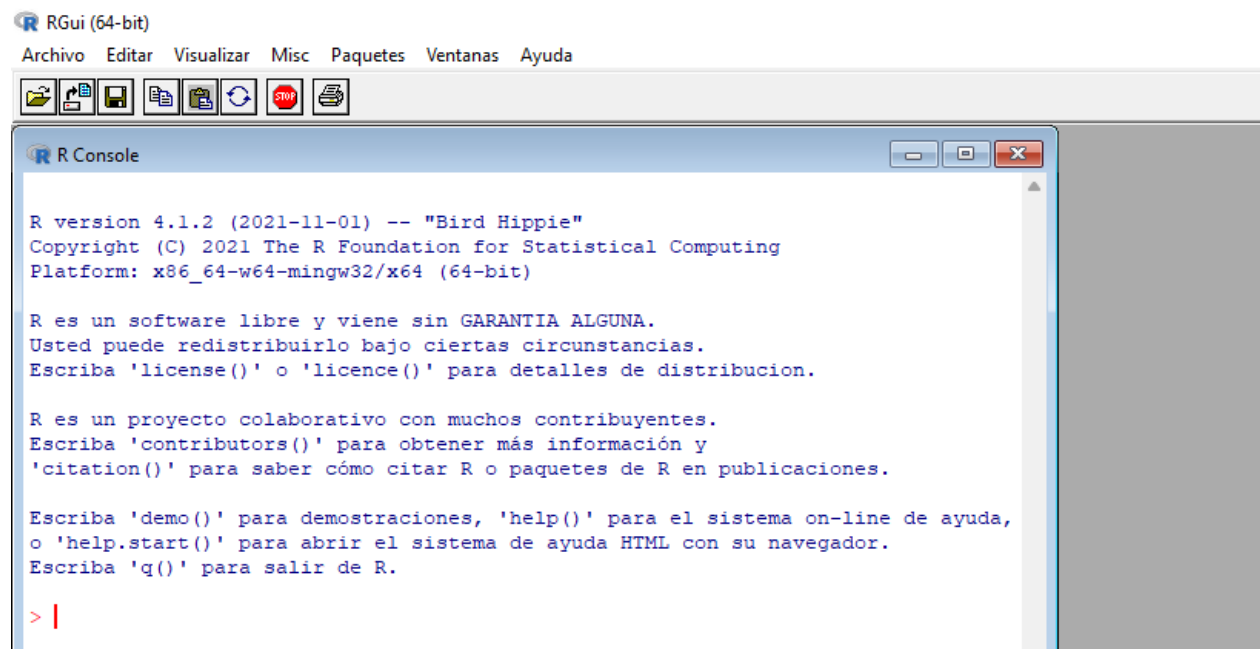 RGui (64-bit)
Archivo Editar Visualizar Misc Paquetes Ventanas Ayuda
STOP
R Console
R version 4.1.2 (2021-11-01) -- "Bird Hippie"
Copyright (C) 2021 The R Foundation for Statistical Computing
Platform: x86_64-w64-mingw32/x64 (64-bit)
R es un software libre y viene sin GARANTIA ALGUNA.
Usted puede redistribuirlo bajo ciertas circunstancias.
Escriba 'license()' o 'licence()' para detalles de distribucion.
R es un proyecto colaborativo con muchos contribuyentes.
Escriba 'contributors()' para obtener más información y
'citation()' para saber cómo citar R o paquetes de R en publicaciones.
Escriba 'demo()' para demostraciones, 'help()' para el sistema on-line de ayuda,
o 'help.start()' para abrir el sistema de ayuda HTML con su navegador.
Escriba 'q()' para salir de R.
>